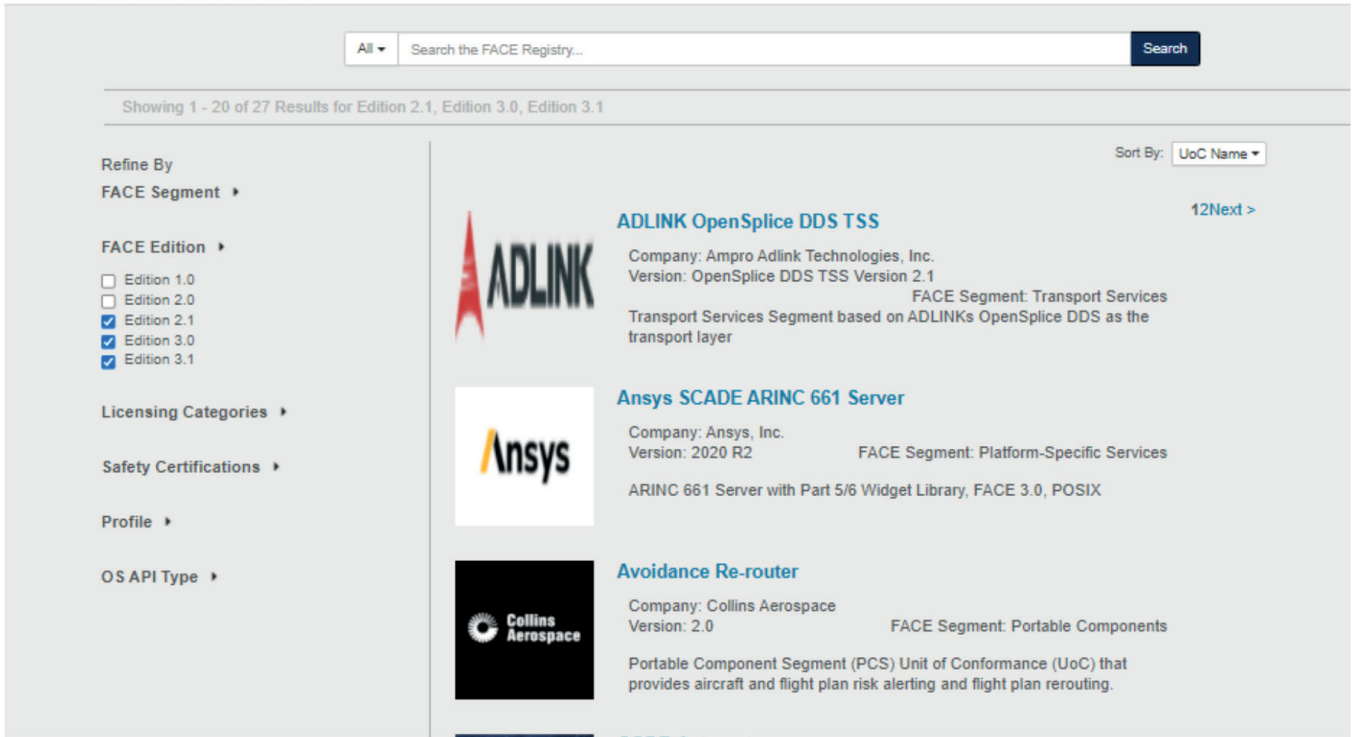 All
Search the FACE Registry...
Search
Showing 1 - 20 of 27 Results for Edition 2.1, Edition 3.0, Edition 3.1
Sort By: UoC Name
Refine By
FACE Segment
FACE Edition
Edition 1.0
Edition 2.0
Edition 2.1
Edition 3.0
Edition 3.1
Licensing Categories
Safety Certifications
Profile
OS API Type
12Next >
ADLINK
ADLINK OpenSplice DDS TSS
Company: Ampro Adlink Technologies, Inc.
Version: OpenSplice DDS TSS Version 2.1
FACE Segment: Transport Services
Transport Services Segment based on ADLINKs OpenSplice DDS as the
transport layer
Ansys
Ansys SCADE ARINC 661 Server
Company: Ansys, Inc.
Version: 2020 R2 FACE Segment: Platform-Specific Services
ARINC 661 Server with Part 5/6 Widget Library, FACE 3.0, POSIX
Collins
Aerospace
Avoidance Re-router
Company: Collins Aerospace
Version: 2.0 FACE Segment: Portable Components
Portable Component Segment (PCS) Unit of Conformance (UoC) that
provides aircraft and flight plan risk alerting and flight plan rerouting.